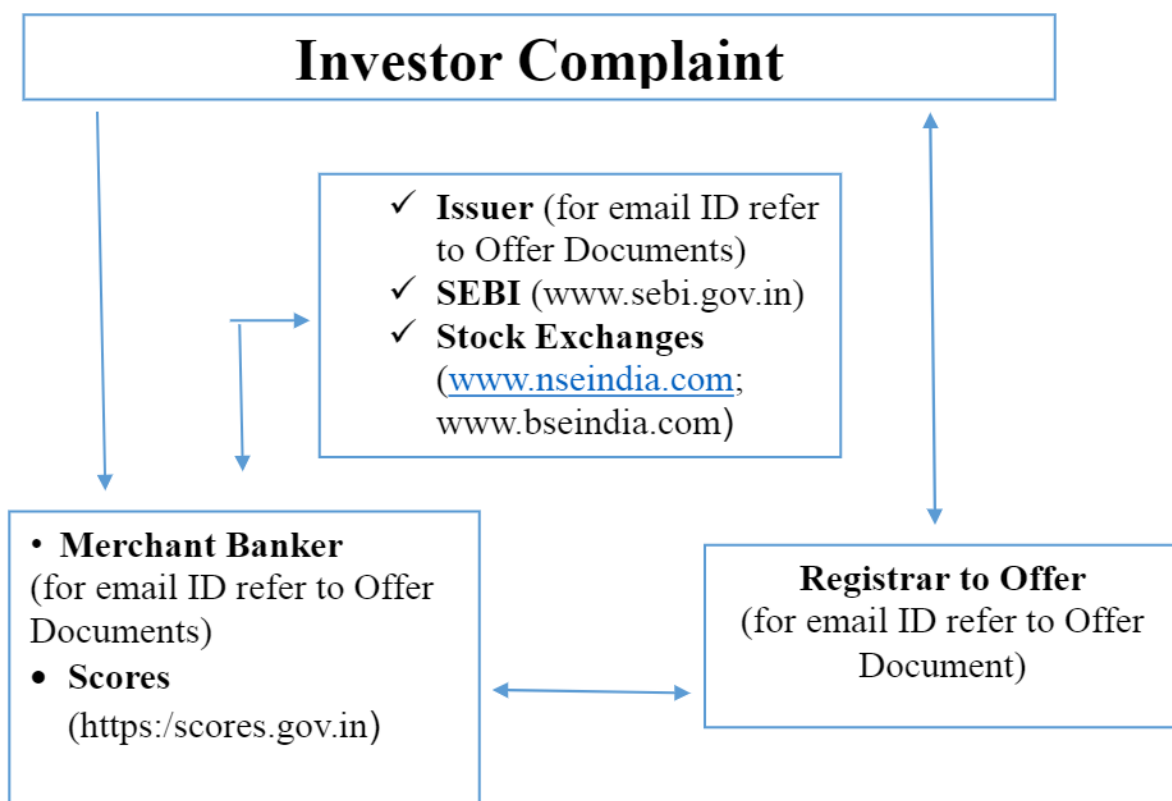 Investor Complaint
✓ Issuer (for email ID refer
to Offer Documents)
✓ SEBI (www.sebi.gov.in)
✓ Stock Exchanges
(www.nseindia.com;
www.bseindia.com)
• Merchant Banker
(for email ID refer to Offer
Documents)
• Scores
(https:/scores.gov.in)
Registrar to Offer
(for email ID refer to Offer
Document)